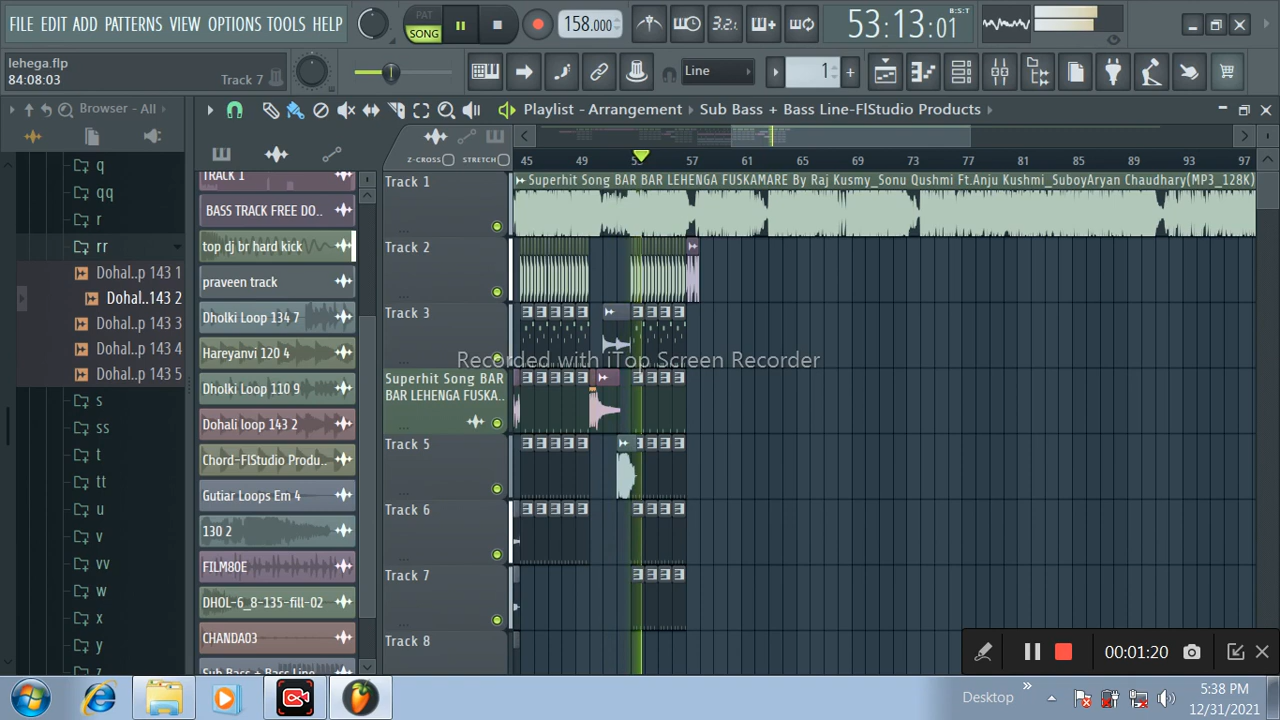 FILE EDIT ADD PATTERNS VIEW OPTIONS TOOLS HELP
PAT
SONG
158.000
3.2.
53:13:01
B:S:T
lehega.flp
84:08:03
Track 7
Line
1
Browser - All
Playlist - Arrangement
Sub Bass + Bass Line-FlStudio Products
Z-CROSS
STRETCH
45 49 53 57 61 65 69 73 77 81 85 89 93 97
q
qq
r
rr
Dohal..p 143 1
Dohal..143 2
Dohal..p 143 3
Dohal..p 143 4
Dohal..p 143 5
s
ss
t
tt
u
v
vv
w
x
y
z
TRACK 1
BASS TRACK FREE DO..
top dj br hard kick
praveen track
Dholki Loop 134 7
Hareyanvi 120 4
Dholki Loop 110 9
Dohali loop 143 2
Chord-FlStudio Produ..
Gutiar Loops Em 4
130 2
FILM80E
DHOL-6_8-135-fill-02
CHANDA03
Sub Bass + Bass Line..
Track 1
Superhit Song BAR BAR LEHENGA FUSKAMARE By Raj Kusmy_Sonu Qushmi Ft.Anju Kushmi_SuboyAryan Chaudhary(MP3_128K)
Track 2
Track 3
Superhit Song BAR
BAR LEHENGA FUSKA..
Track 5
Track 6
Track 7
Track 8
Recorded with iTop Screen Recorder
00:01:20
Desktop
5:38 PM
12/31/2021